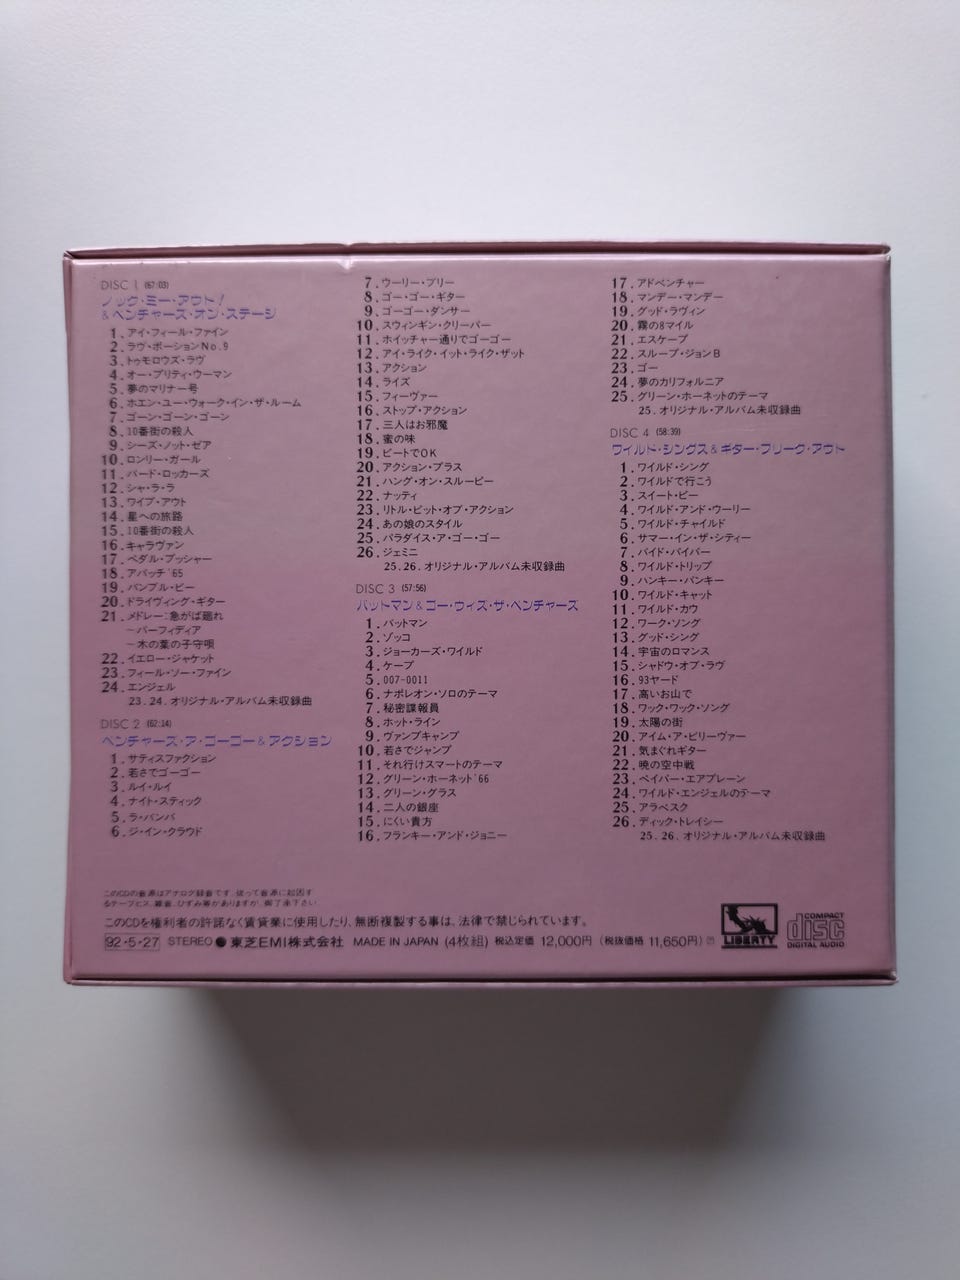 DISC 1 (67:03)
ノック・ミー・アウト!
&ベンチャーズ・オン・ステージ
1. アイ・フィール・ファイン
2. ラヴ・ポーションNo.9
3. トゥモロウズ・ラヴ
4. オー・プリティ・ウーマン
5. 夢のマリナー号
6. ホエン・ユー・ウォーク・イン・ザ・ルーム
7. ゴーン・ゴーン・ゴーン
8. 10番街の殺人
9. シーズ・ノット・ゼア
10. ロンリー・ガール
11. バード・ロッカーズ
12. シャ・ラ・ラ
13. ワイプ・アウト
14. 星への旅路
15. 10番街の殺人
16. キャラヴァン
17. ペダル・プッシャー
18. アパッチ'65
19. バンブル・ビー
20. ドライヴィング・ギター
21. メドレー:急がば廻れ
～パーフィディア
～木の葉の子守唄
22. イエロー・ジャケット
23. フィール・ソー・ファイン
24. エンジェル
23. 24. オリジナル・アルバム未収録曲
DISC 2 (62:14)
ベンチャーズ・ア・ゴーゴー&アクション
1. サティスファクション
2. 若さでゴーゴー
3. ルイ・ルイ
4. ナイト・スティック
5. ラ・バンバ
6. ジ・イン・クラウド
7. ウーリー・ブリー
8. ゴー・ゴー・ギター
9. ゴーゴー・ダンサー
10. スウィンギン・クリーパー
11. ホイッチャー通りでゴーゴー
12. アイ・ライク・イット・ライク・ザット
13. アクション
14. ライズ
15. フィーヴァー
16. ストップ・アクション
17. 三人はお邪魔
18. 蜜の味
19. ビートでOK
20. アクション・プラス
21. ハング・オン・スルーピー
22. ナッティ
23. リトル・ビット・オブ・アクション
24. あの娘のスタイル
25. パラダイス・ア・ゴー・ゴー
26. ジェミニ
25. 26. オリジナル・アルバム未収録曲
DISC 3 (57:56)
バットマン&ゴー・ウィズ・ザ・ベンチャーズ
1. バットマン
2. ゾッコ
3. ジョーカーズ・ワイルド
4. ケープ
5. 007-0011
6. ナポレオン・ソロのテーマ
7. 秘密諜報員
8. ホット・ライン
9. ヴァンプキャンプ
10. 若さでジャンプ
11. それ行けスマートのテーマ
12. グリーン・ホーネット'66
13. グリーン・グラス
14. 二人の銀座
15. にくい貴方
16. フランキー・アンド・ジョニー
17. アドベンチャー
18. マンデー・マンデー
19. グッド・ラヴィン
20. 霧の8マイル
21. エスケープ
22. スループ・ジョンB
23. ゴー
24. 夢のカリフォルニア
25. グリーン・ホーネットのテーマ
25. オリジナル・アルバム未収録曲
DISC 4 (58:39)
ワイルド・シングス&ギター・フリーク・アウト
1. ワイルド・シング
2. ワイルドで行こう
3. スイート・ピー
4. ワイルド・アンド・ウーリー
5. ワイルド・チャイルド
6. サマー・イン・ザ・シティー
7. パイド・パイパー
8. ワイルド・トリップ
9. ハンキー・パンキー
10. ワイルド・キャット
11. ワイルド・カウ
12. ワーク・ソング
13. グッド・シング
14. 宇宙のロマンス
15. シャドウ・オブ・ラヴ
16. 93ヤード
17. 高いお山で
18. ワック・ワック・ソング
19. 太陽の街
20. アイム・ア・ビリーヴァー
21. 気まぐれギター
22. 暁の空中戦
23. ペイパー・エアプレーン
24. ワイルド・エンジェルのテーマ
25. アラベスク
26. ディック・トレイシー
25. 26. オリジナル・アルバム未収録曲
このCDの音源はアナログ録音です。従って音源に起因す
るテープヒス、雑音、ひずみ等がありますが、御了承下さい。
このCDを権利者の許諾なく賃貸業に使用したり、無断複製する事は、法律で禁じられています。
92・5・27 STEREO ●東芝EMI株式会社 MADE IN JAPAN (4枚組) 税込定価 12,000円 (税抜価格 11,650円)
LIBERTY
COMPACT
disc
DIGITAL AUDIO